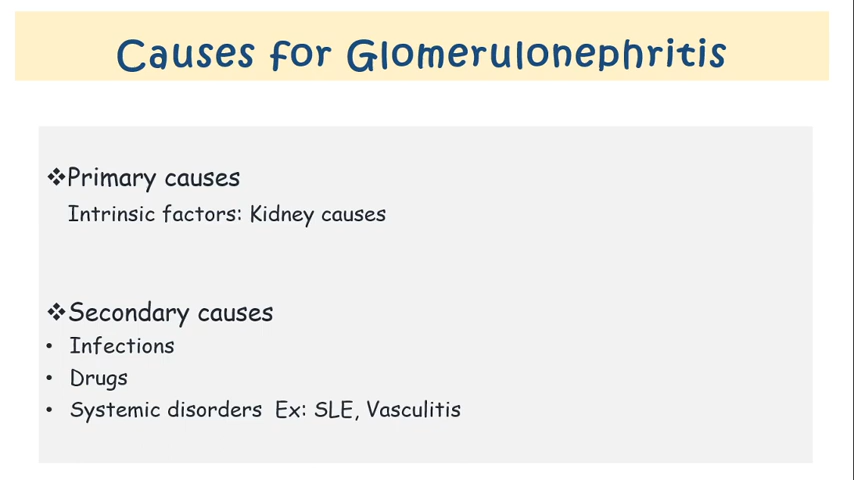 Causes for Glomerulonephritis
❖Primary causes
Intrinsic factors: Kidney causes
❖Secondary causes
• Infections
• Drugs
• Systemic disorders Ex: SLE, Vasculitis